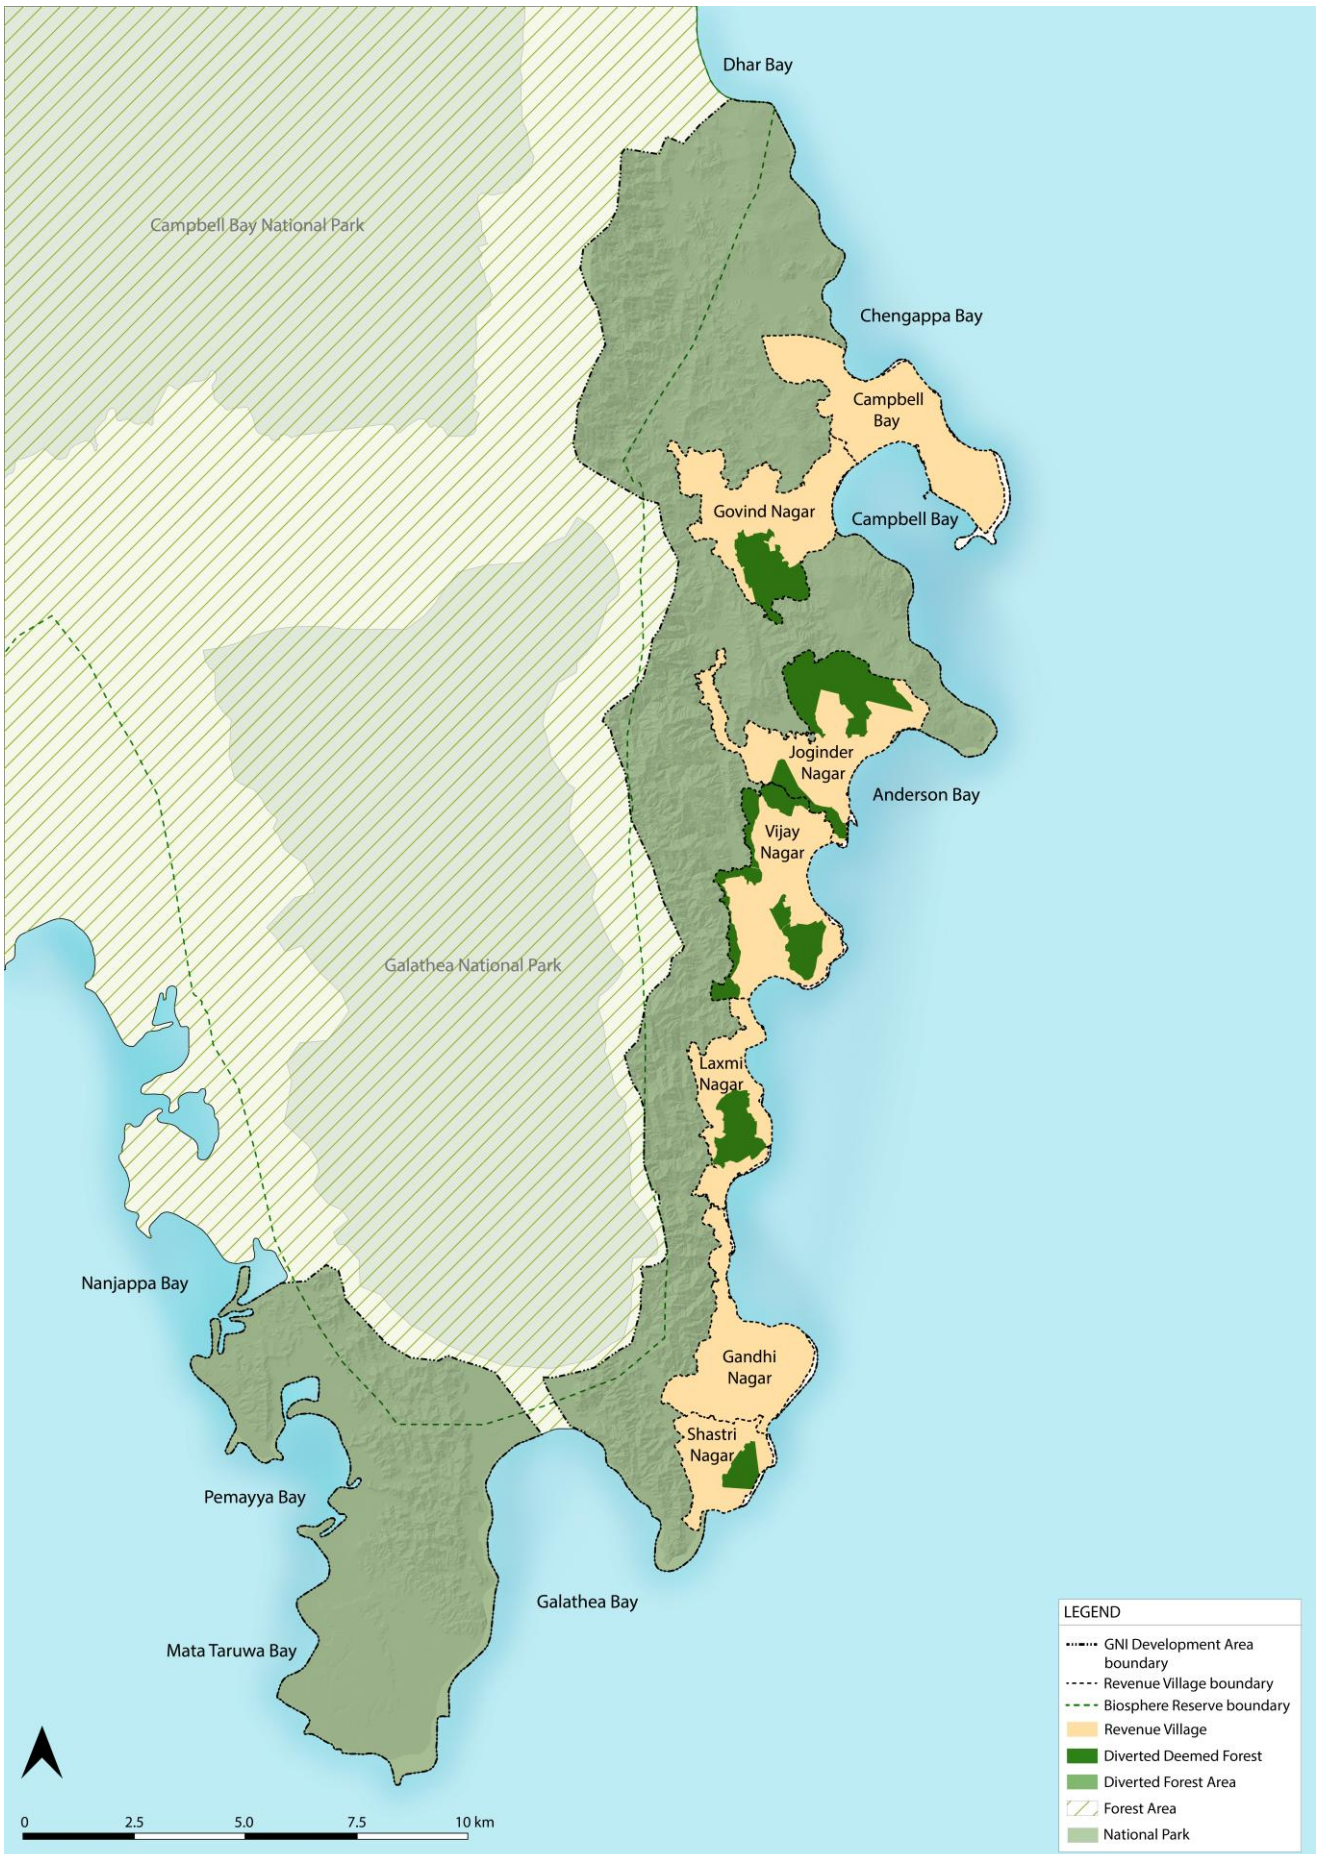 Dhar Bay
Campbell Bay National Park
Chengappa Bay
Campbell
Bay
Govind Nagar
Campbell Bay
Joginder
Nagar
Anderson Bay
Vijay
Nagar
Galathea National Park
Laxmi
Nagar
Nanjappa Bay
Gandhi
Nagar
Shastri
Nagar
Pemayya Bay
Galathea Bay
Mata Taruwa Bay
LEGEND
GNI Development Area
boundary
Revenue Village boundary
Biosphere Reserve boundary
Revenue Village
Diverted Deemed Forest
Diverted Forest Area
Forest Area
National Park
0 2.5 5.0 7.5 10 km